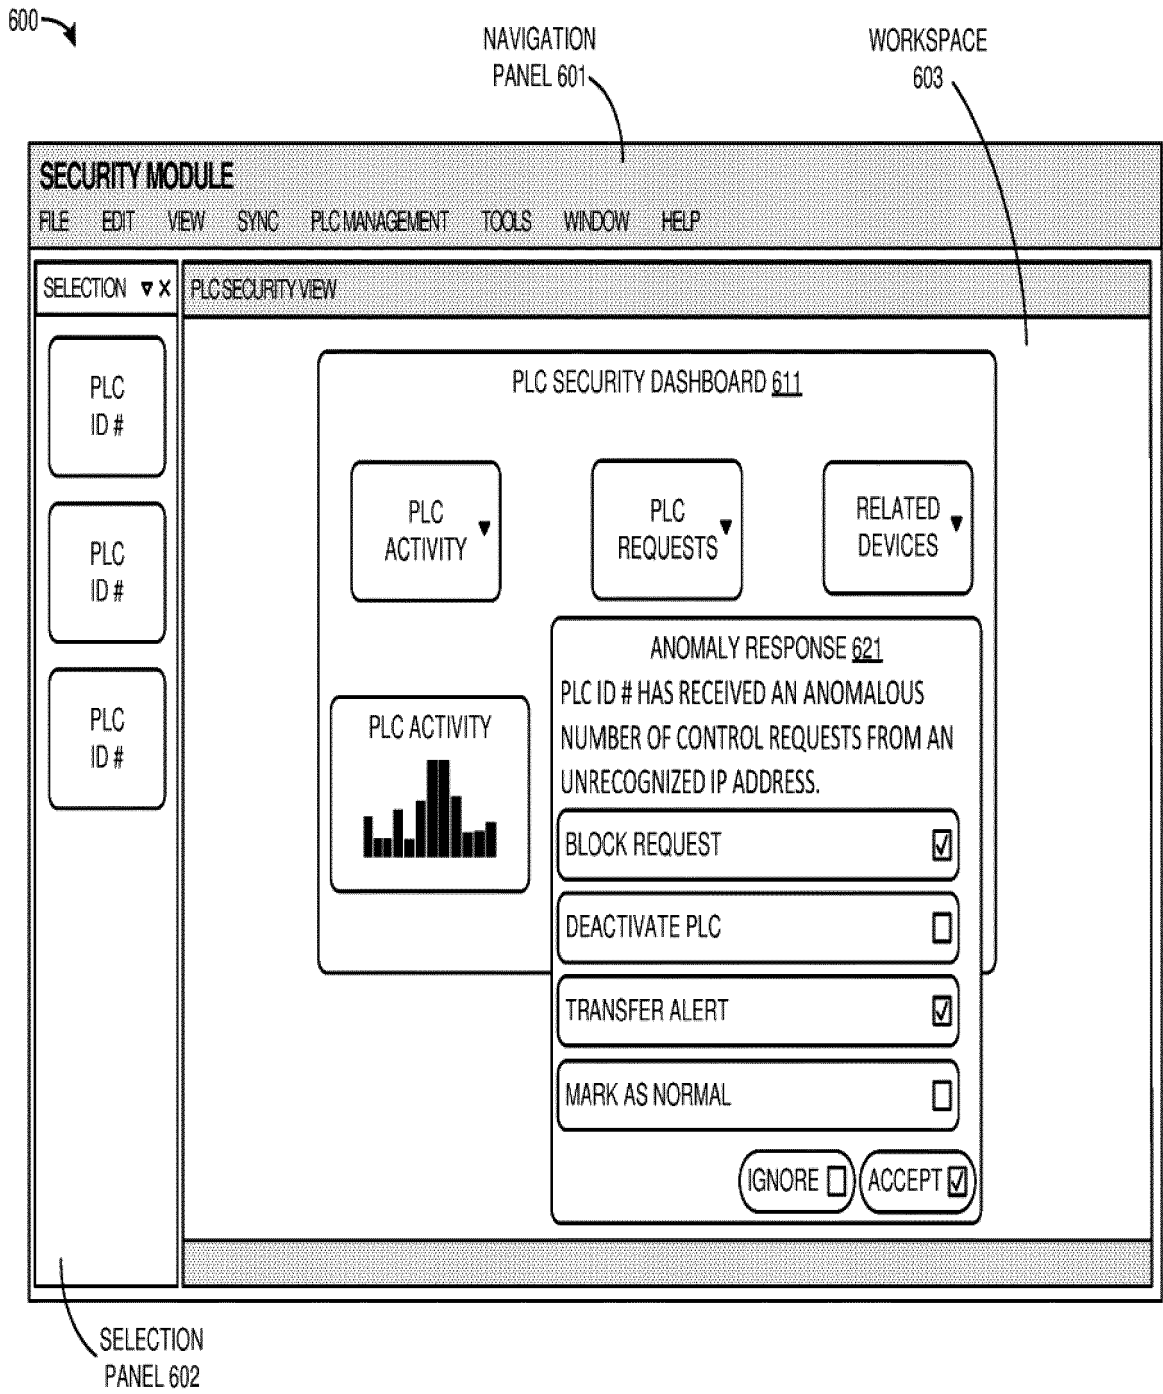 600
NAVIGATION
PANEL 601
WORKSPACE
603
SECURITY MODULE
FILE EDIT VIEW SYNC PLC MANAGEMENT TOOLS WINDOW HELP
SELECTION
PLC SECURITY VIEW
PLC
ID #
PLC
ID #
PLC
ID #
PLC SECURITY DASHBOARD 611
PLC
ACTIVITY
PLC
REQUESTS
RELATED
DEVICES
PLC ACTIVITY
ANOMALY RESPONSE 621
PLC ID # HAS RECEIVED AN ANOMALOUS
NUMBER OF CONTROL REQUESTS FROM AN
UNRECOGNIZED IP ADDRESS.
BLOCK REQUEST
DEACTIVATE PLC
TRANSFER ALERT
MARK AS NORMAL
IGNORE
ACCEPT
SELECTION
PANEL 602